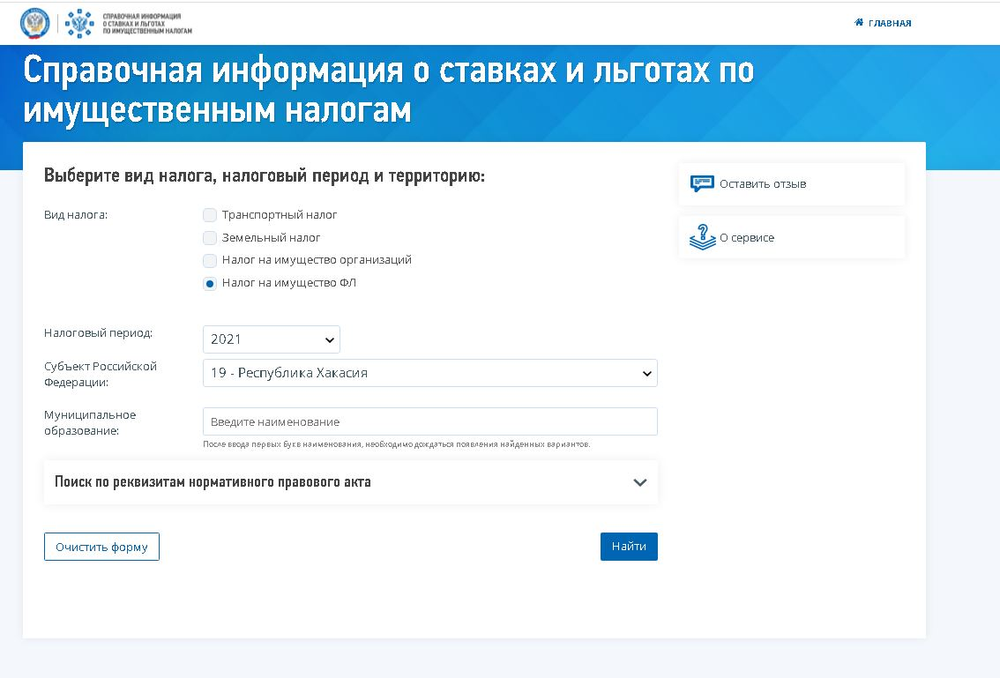 СПРАВОЧНАЯ ИНФОРМАЦИЯ
О СТАВКАХ И ЛЬГОТАХ
ПО ИМУЩЕСТВЕННЫМ НАЛОГАМ
ГЛАВНАЯ
Справочная информация о ставках и льготах по
имущественным налогам
Выберите вид налога, налоговый период и территорию:
Вид налога:
Транспортный налог
Земельный налог
Налог на имущество организаций
Налог на имущество ФЛ
Оставить отзыв
О сервисе
Налоговый период:
2021
Субъект Российской
Федерации:
19 - Республика Хакасия
Муниципальное
образование:
Введите наименование
После ввода первых букв наименования, необходимо дождаться появления найденных вариантов.
Поиск по реквизитам нормативного правового акта
Очистить форму
Найти